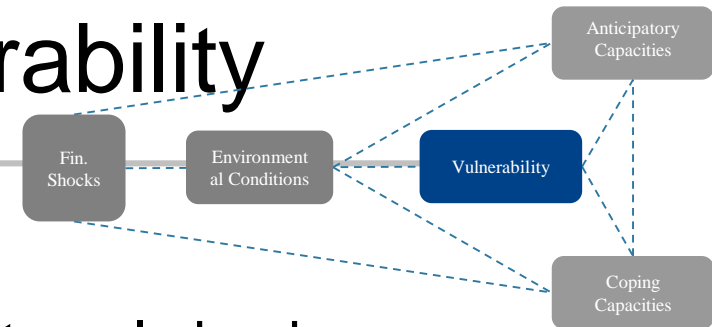 rability
Anticipatory
Capacities
Fin.
Shocks
Environment
al Conditions
Vulnerability
Coping
Capacities